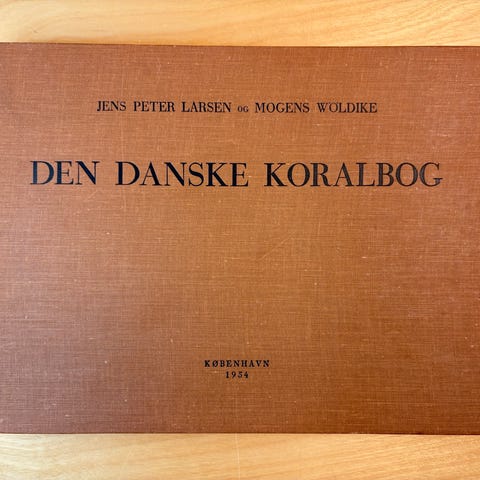 JENS PETER LARSEN OG MOGENS WÖLDIKE
DEN DANSKE KORALBOG
KØBENHAVN
1954